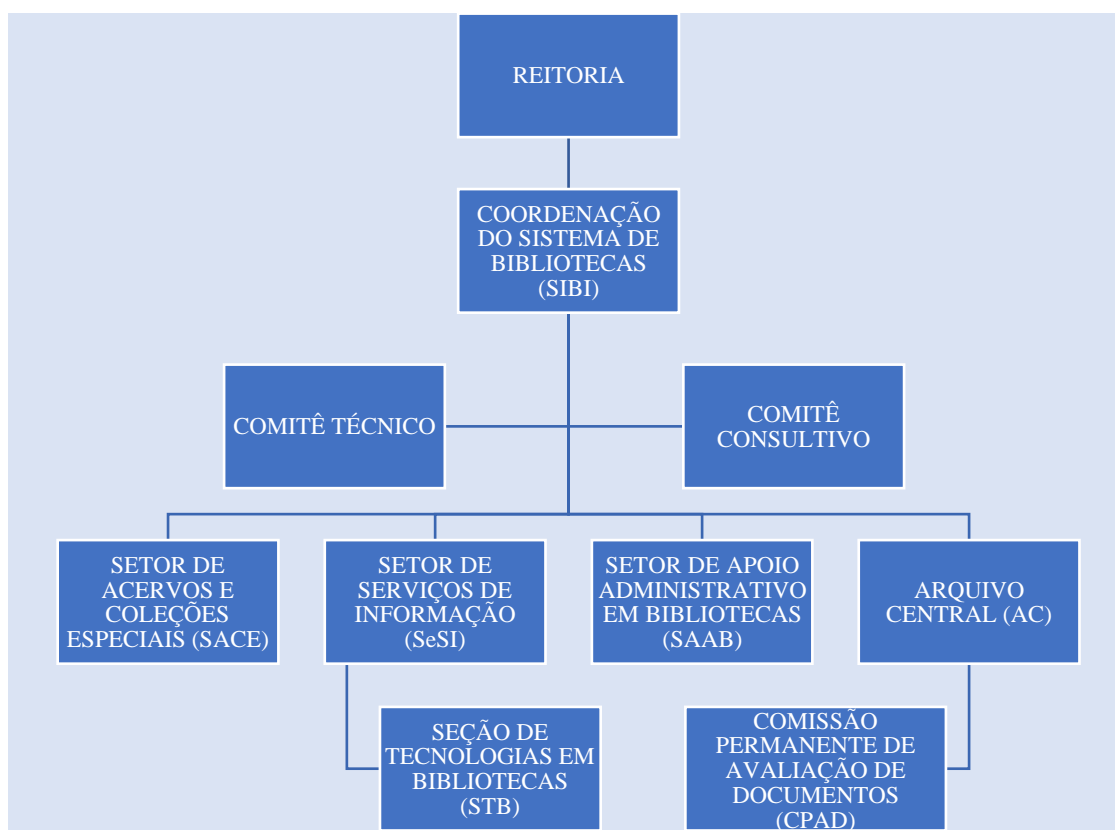 REITORIA
COORDENAÇÃO
DO SISTEMA DE
BIBLIOTECAS
(SIBI)
COMITÊ TÉCNICO
COMITÊ
CONSULTIVO
SETOR DE
ACERVOS E
COLEÇÕES
ESPECIAIS (SACE)
SETOR DE
SERVIÇOS DE
INFORMAÇÃO
(SeSI)
SETOR DE APOIO
ADMINISTRATIVO
EM BIBLIOTECAS
(SAAB)
ARQUIVO
CENTRAL (AC)
SEÇÃO DE
TECNOLOGIAS EM
BIBLIOTECAS
(STB)
COMISSÃO
PERMANENTE DE
AVALIAÇÃO DE
DOCUMENTOS
(CPAD)